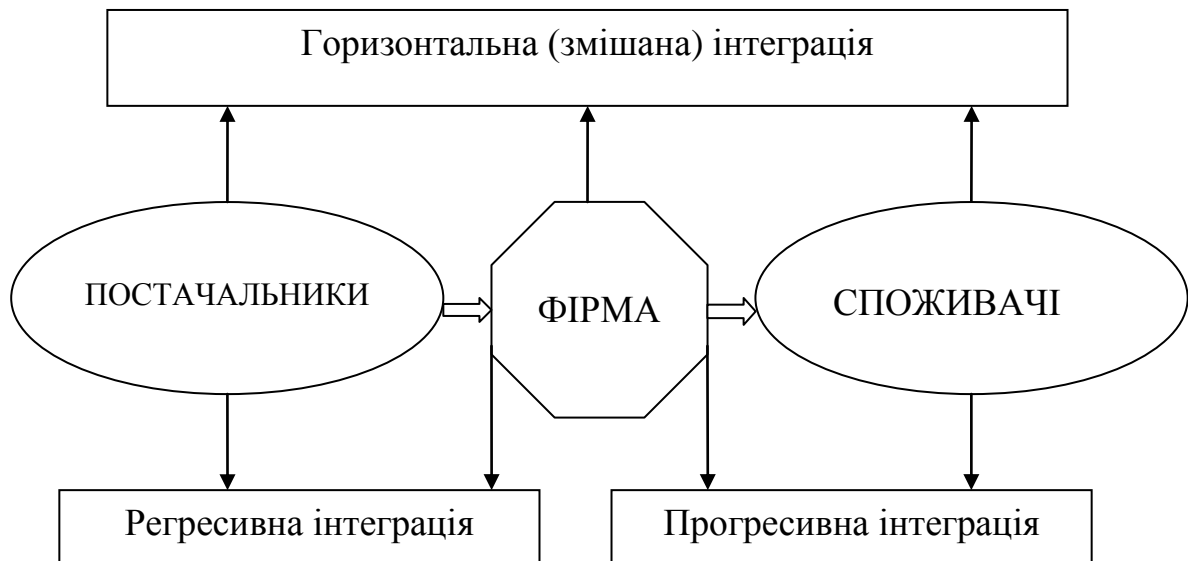 Горизонтальна (змішана) інтеграція
ПОСТАЧАЛЬНИКИ
ФІРМА
СПОЖИВАЧІ
Регресивна інтеграція
Прогресивна інтеграція